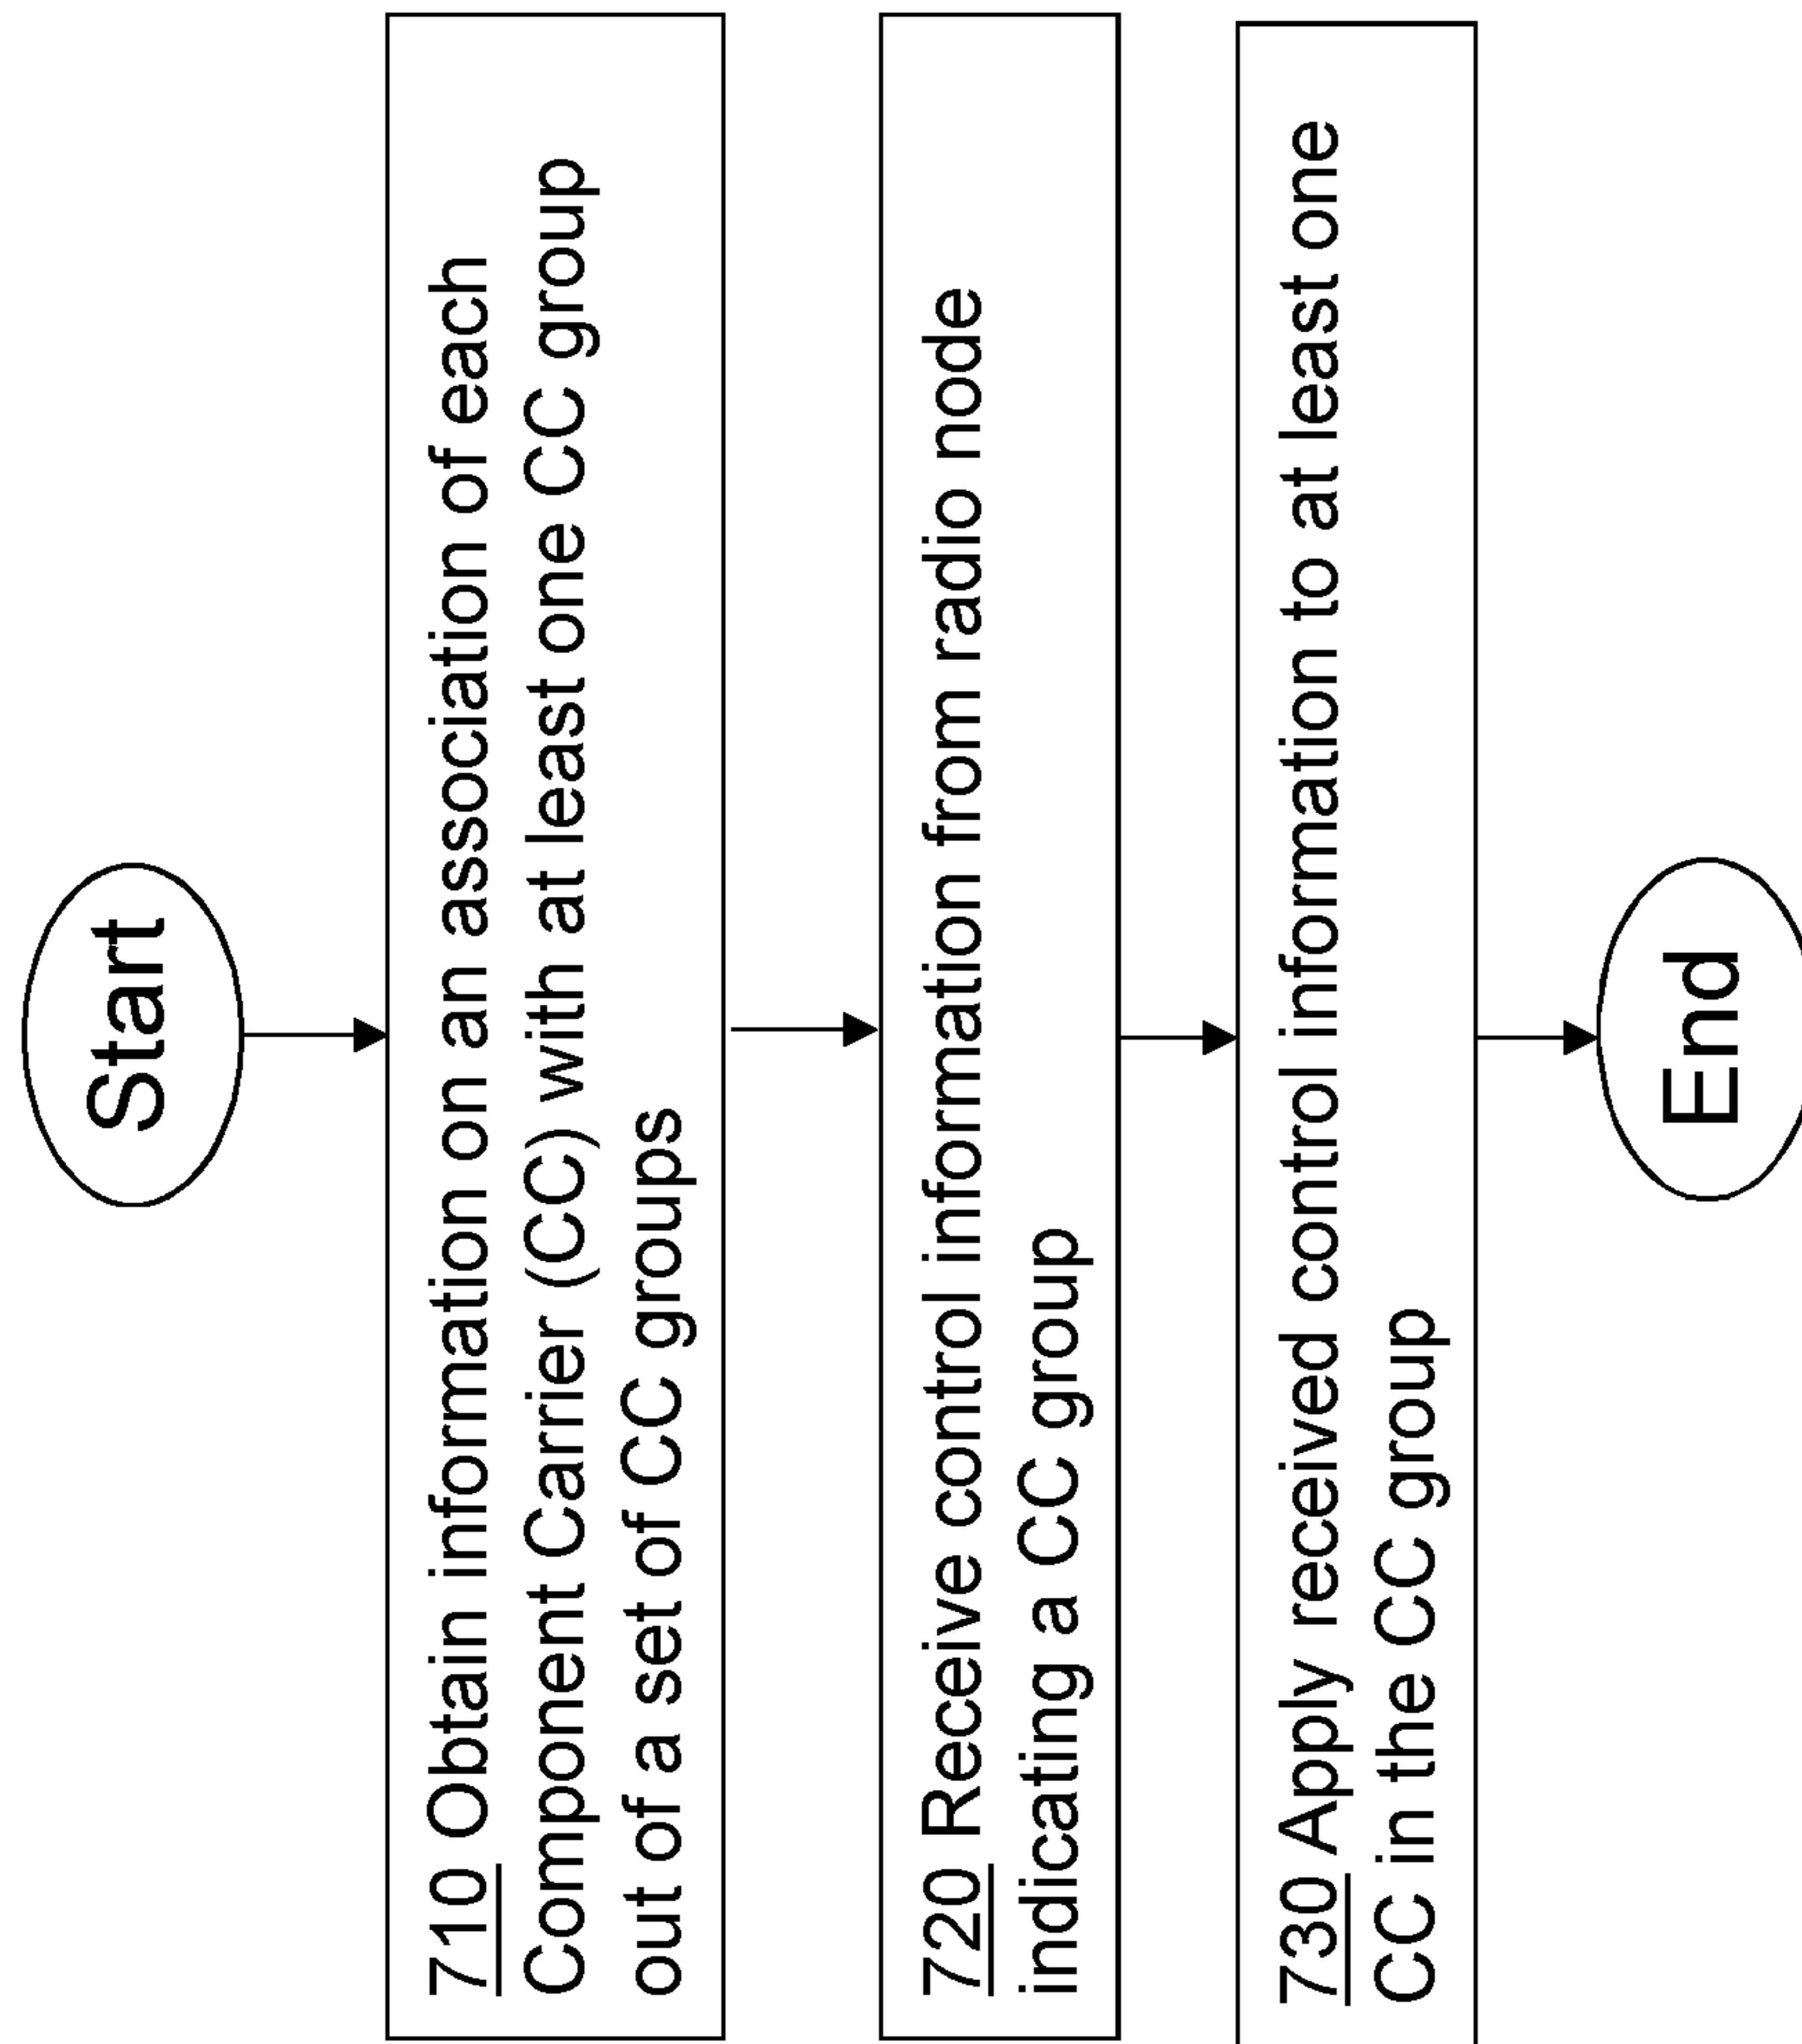 Start
710 Obtain information on an association of each
Component Carrier (CC) with at least one CC group
out of a set of CC groups
720 Receive control information from radio node
indicating a CC group
730 Apply received control information to at least one
CC in the CC group
End